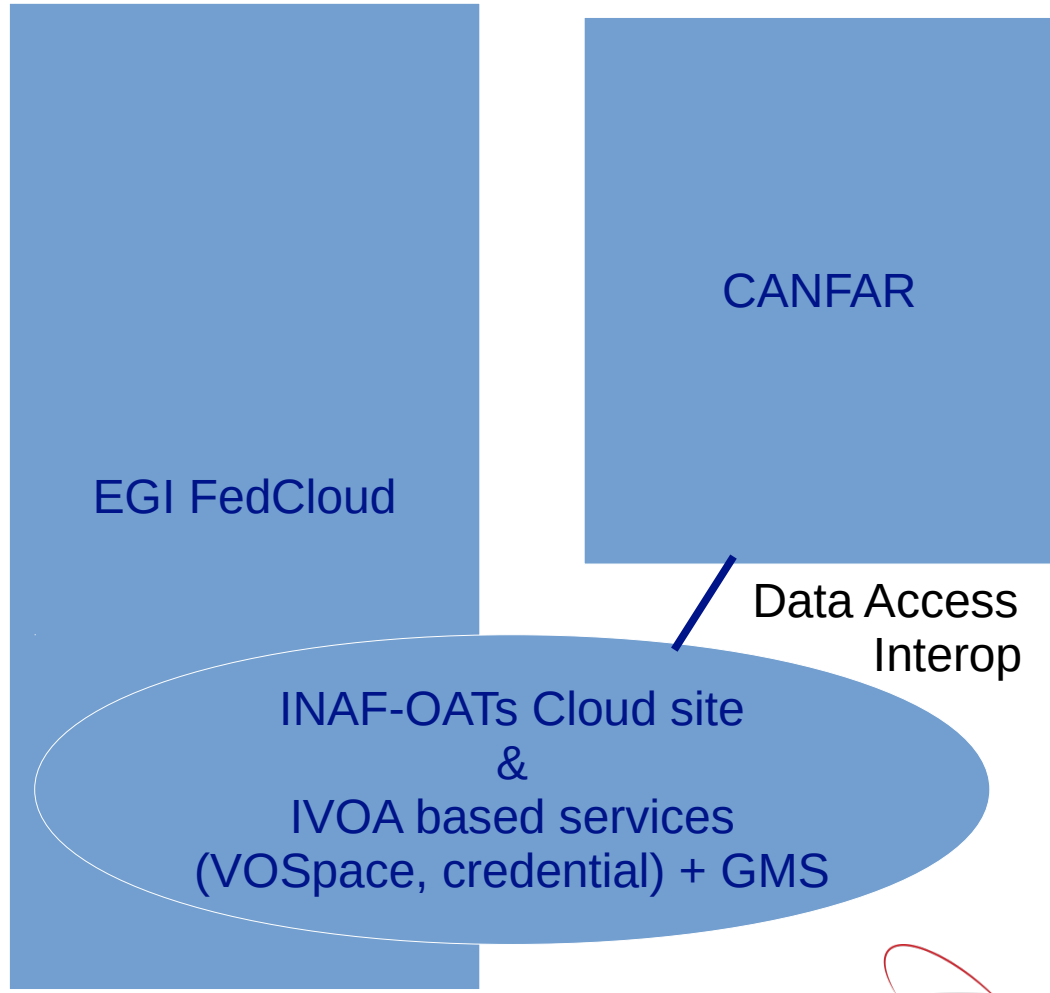 CANFAR
EGI FedCloud
Data Access
Interop
INAF-OATs Cloud site
&
IVOA based services
(VOSpace, credential) + GMS